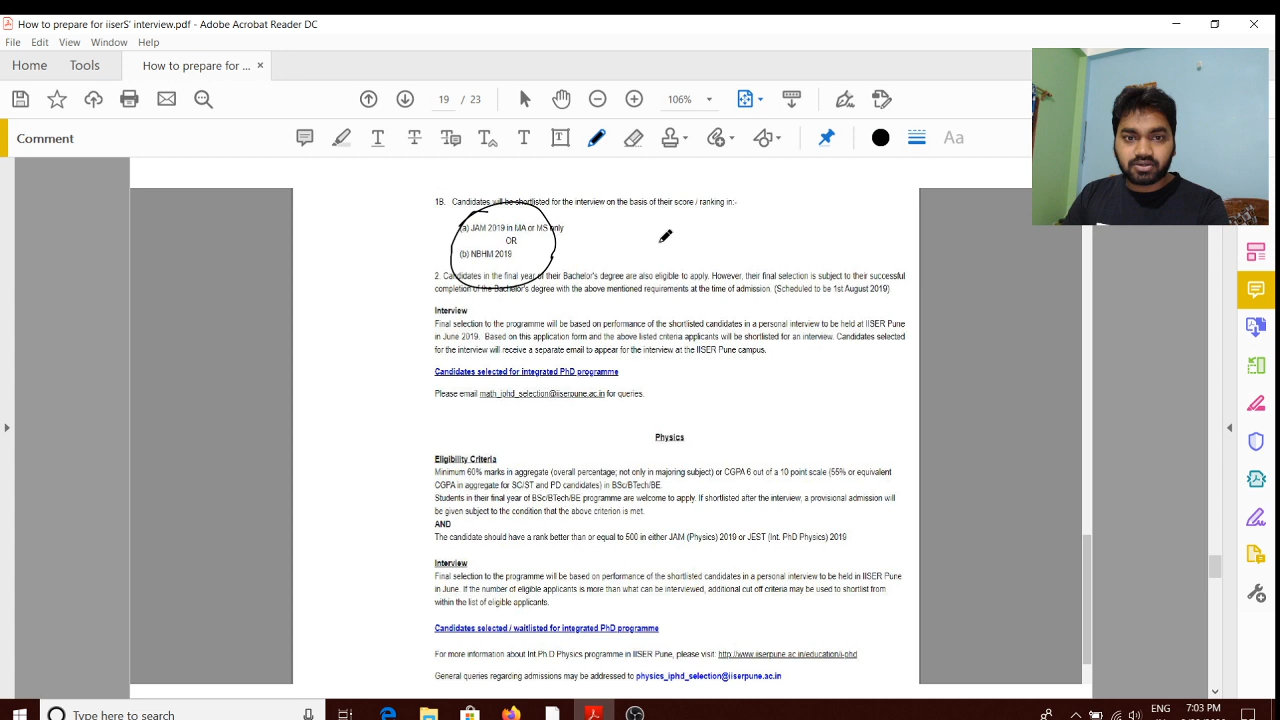 How to prepare for iiserS' interview.pdf - Adobe Acrobat Reader DC
File Edit View Window Help
Home Tools How to prepare for ... ×
19 / 23 106%
Comment
Aa
1B. Candidates will be shortlisted for the interview on the basis of their score / ranking in:-
(a) JAM 2019 in MA or MS only
OR
(b) NBHM 2019
2. Candidates in the final year of their Bachelor's degree are also eligible to apply. However, their final selection is subject to their successful
completion of the Bachelor's degree with the above mentioned requirements at the time of admission. (Scheduled to be 1st August 2019)
Interview
Final selection to the programme will be based on performance of the shortlisted candidates in a personal interview to be held at IISER Pune
in June 2019. Based on this application form and the above listed criteria applicants will be shortlisted for an interview. Candidates selected
for the interview will receive a separate email to appear for the interview at the IISER Pune campus.
Candidates selected for integrated PhD programme
Please email math_iphd_selection@iiserpune.ac.in for queries.
Physics
Eligibility Criteria
Minimum 60% marks in aggregate (overall percentage; not only in majoring subject) or CGPA 6 out of a 10 point scale (55% or equivalent
CGPA in aggregate for SC/ST and PD candidates) in BSc/BTech/BE.
Students in their final year of BSc/BTech/BE programme are welcome to apply. If shortlisted after the interview, a provisional admission will
be given subject to the condition that the above criterion is met.
AND
The candidate should have a rank better than or equal to 500 in either JAM (Physics) 2019 or JEST (Int. PhD Physics) 2019
Interview
Final selection to the programme will be based on performance of the shortlisted candidates in a personal interview to be held in IISER Pune
in June. If the number of eligible applicants is more than what can be interviewed, additional cut off criteria may be used to shortlist from
within the list of eligible applicants.
Candidates selected / waitlisted for integrated PhD programme
For more information about Int.Ph.D Physics programme in IISER Pune, please visit: http://www.iiserpune.ac.in/education/i-phd
General queries regarding admissions may be addressed to physics_iphd_selection@iiserpune.ac.in
Type here to search
ENG 7:03 PM